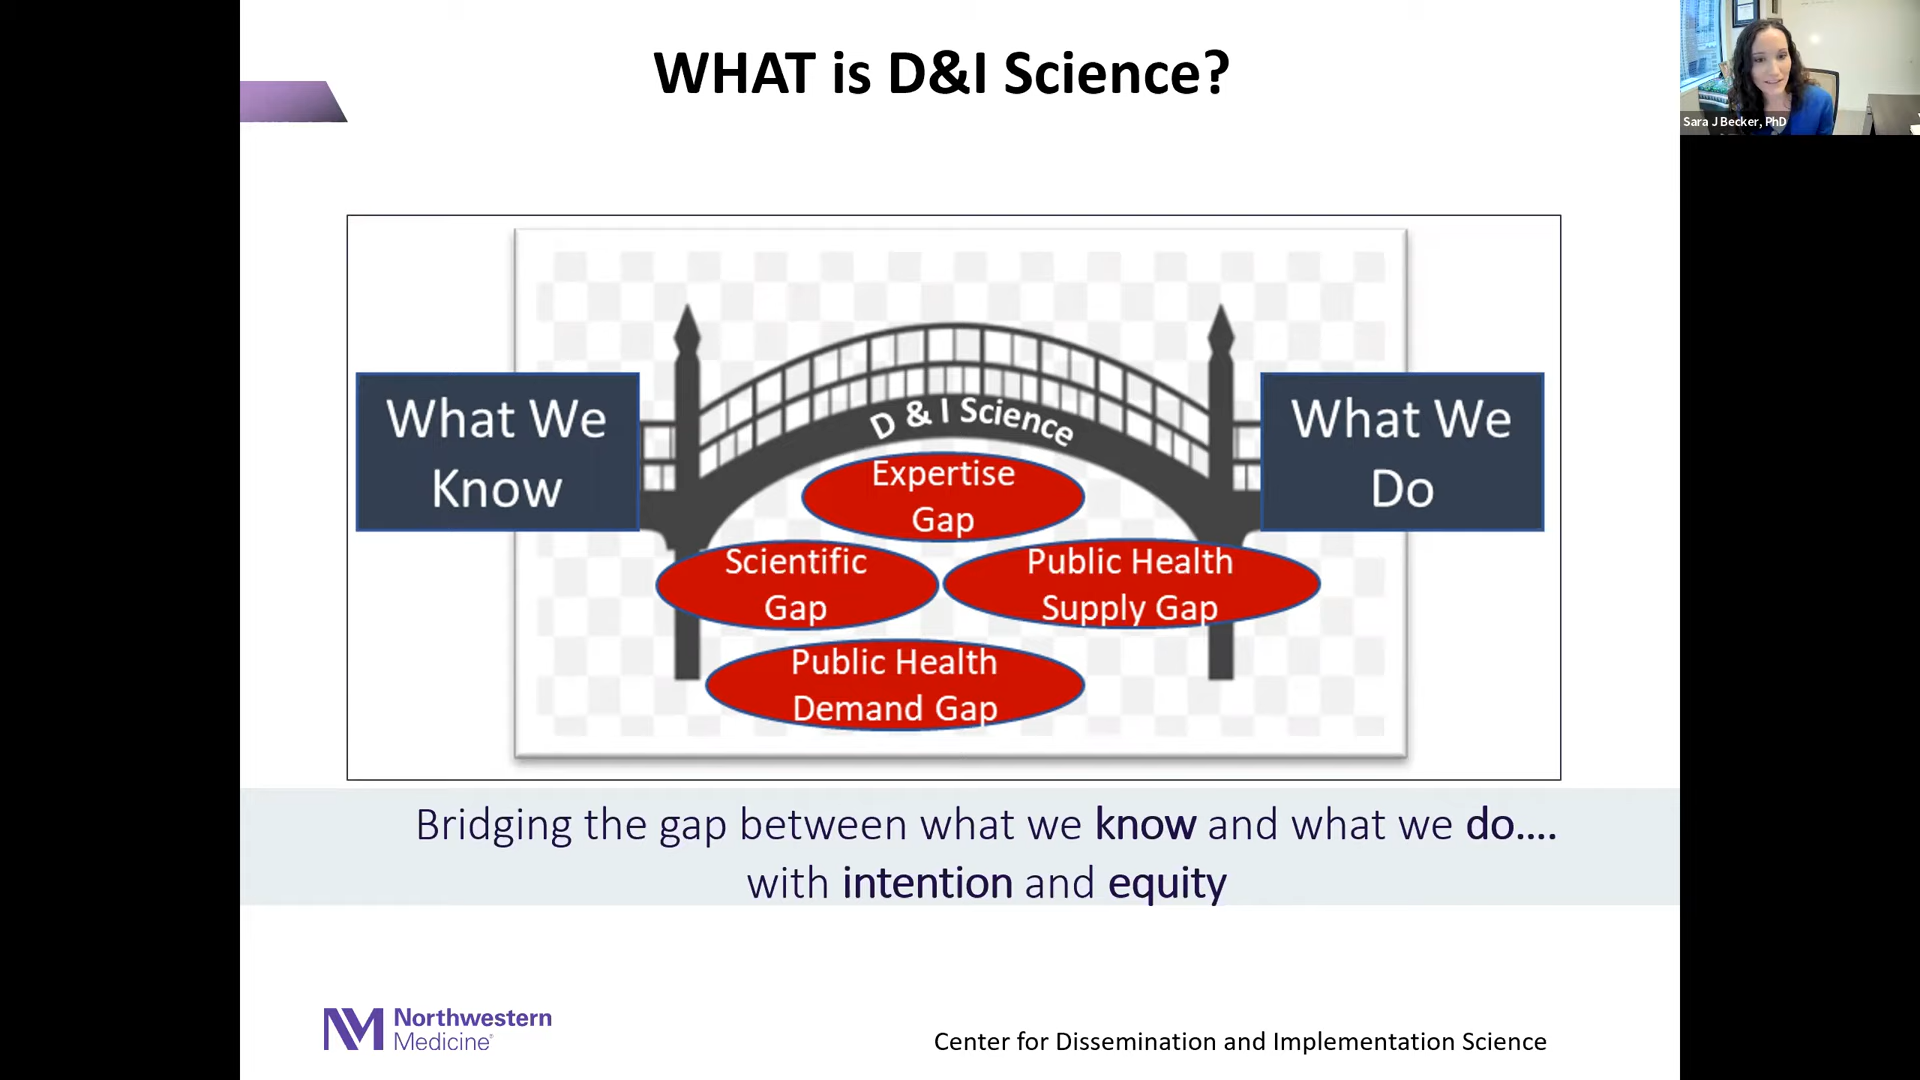 WHAT is D&I Science?
Sara J Becker, PhD
What We
Know
D & I Science
What We
Do
Expertise
Gap
Scientific
Gap
Public Health
Supply Gap
Public Health
Demand Gap
Bridging the gap between what we know and what we do....
with intention and equity
NM
Northwestern
Medicine®
Center for Dissemination and Implementation Science